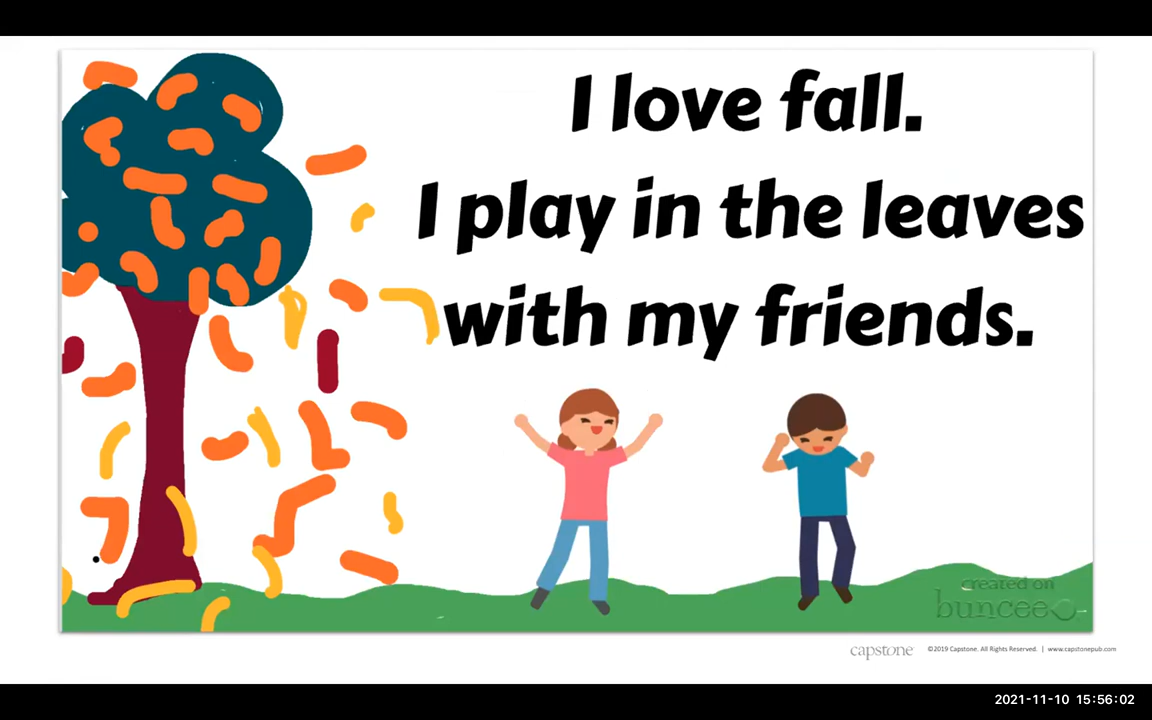 I love fall.
I play in the leaves
with my friends.
created on
buncee
capstone ©2019 Capstone. All Rights Reserved. | www.capstonepub.com
2021-11-10 15:56:02